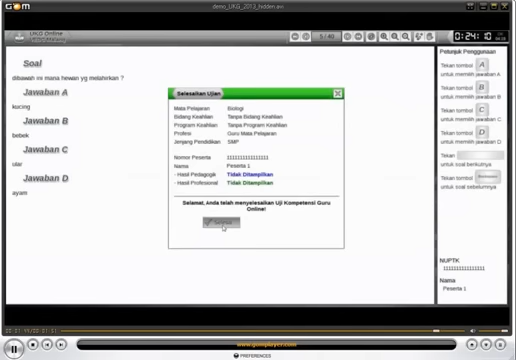 GOM
demo_UKG_2013_hidden.avi
UKG Online
5 / 40
0:24:10
Soal
dibawah ini mana hewan yg melahirkan ?
Jawaban A
kucing
Jawaban B
bebek
Jawaban C
ular
Jawaban D
ayam
Selesaikan Ujian
Mata Pelajaran Biologi
Bidang Keahlian Tanpa Bidang Keahlian
Program Keahlian Tanpa Program Keahlian
Profesi Guru Mata Pelajaran
Jenjang Pendidikan SMP
Nomor Peserta
Nama Peserta 1
- Hasil Pedagogik Tidak Ditampilkan
- Hasil Profesional Tidak Ditampilkan
Selamat, Anda telah menyelesaikan Uji Kompetensi Guru
Online!
Petunjuk Penggunaan
Tekan tombol A
untuk memilih jawaban A
Tekan tombol B
untuk memilih jawaban B
Tekan tombol C
untuk memilih jawaban C
Tekan tombol D
untuk memilih jawaban D
Tekan
untuk soal berikutnya
Tekan tombol
untuk soal sebelumnya
NUPTK
Nama
Peserta 1
www.gomplayer.com
PREFERENCES